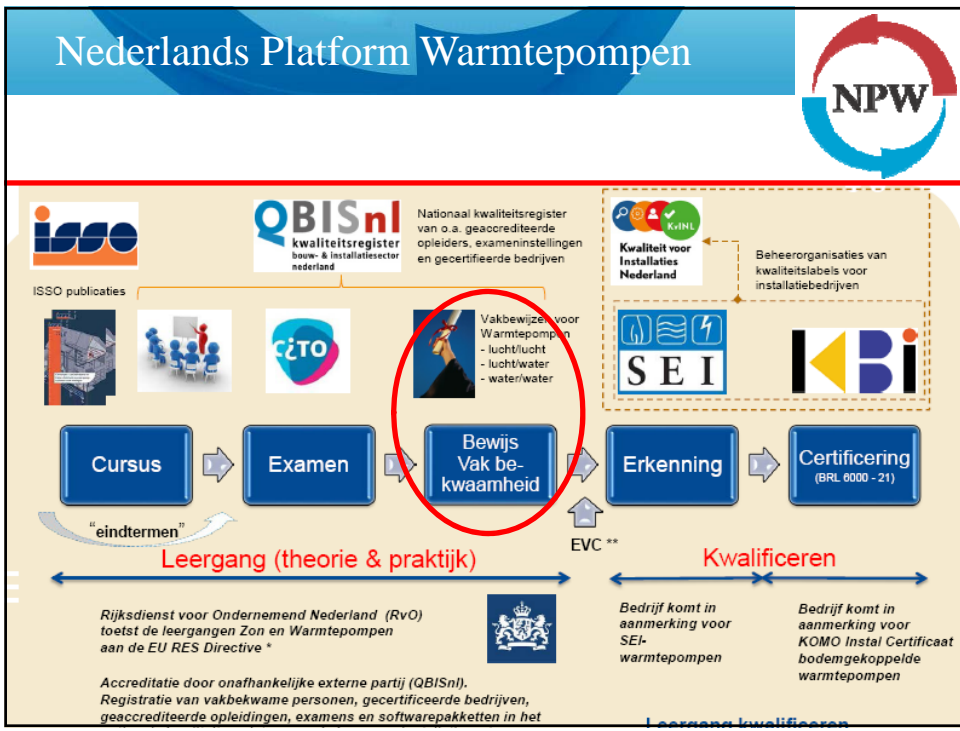 Nederlands Platform Warmtepompen
NPW
isso
QBISnl
kwaliteitsregister
bouw- & installatiesector
nederland
Nationaal kwaliteitsregister
van o.a. geaccrediteerde
opleiders, exameninstellingen
en gecertifieerde bedrijven
KvINL
Kwaliteit voor
Installaties
Nederland
Beheerorganisaties van
kwaliteitslabels voor
installatiebedrijven
ISSO publicaties
CiTO
Vakbewijzen voor
Warmtepompen
- lucht/lucht
- lucht/water
- water/water
SEI
KBi
Cursus
Examen
Bewijs
Vak be-
kwaamheid
Erkenning
Certificering
(BRL 6000 - 21)
"eindtermen"
EVC **
Leergang (theorie & praktijk)
Kwalificeren
Rijksdienst voor Ondernemend Nederland (RvO)
toetst de leergangen Zon en Warmtepompen
aan de EU RES Directive *
Bedrijf komt in
aanmerking voor
SEI-
warmtepompen
Bedrijf komt in
aanmerking voor
KOMO Instal Certificaat
bodemgekoppelde
warmtepompen
Accreditatie door onafhankelijke externe partij (QBISnl).
Registratie van vakbekwame personen, gecertificeerde bedrijven,
geaccrediteerde opleidingen, examens en softwarepakketten in het
Leergang kwalificeren